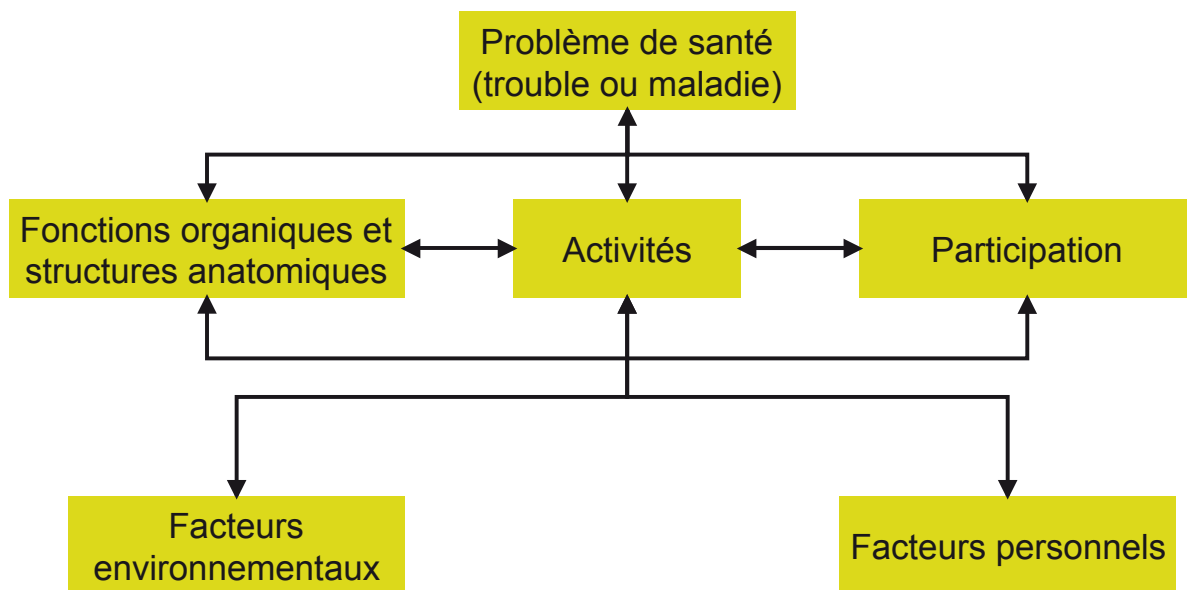 Problème de santé
(trouble ou maladie)
Fonctions organiques et
structures anatomiques
Activités
Participation
Facteurs
environnementaux
Facteurs personnels